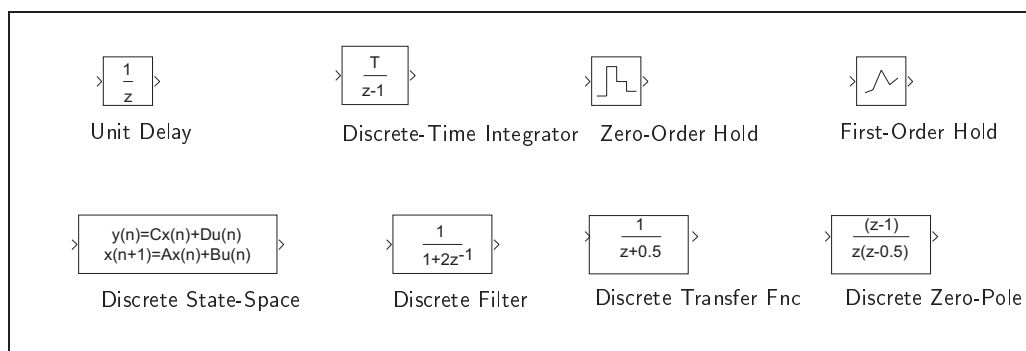 1
z
T
z-1
Unit Delay
Discrete-Time Integrator
Zero-Order Hold
First-Order Hold
y(n)=Cx(n)+Du(n)
x(n+1)=Ax(n)+Bu(n)
1
1+2z-1
1
z+0.5
(z-1)
z(z-0.5)
Discrete State-Space
Discrete Filter
Discrete Transfer Fnc
Discrete Zero-Pole